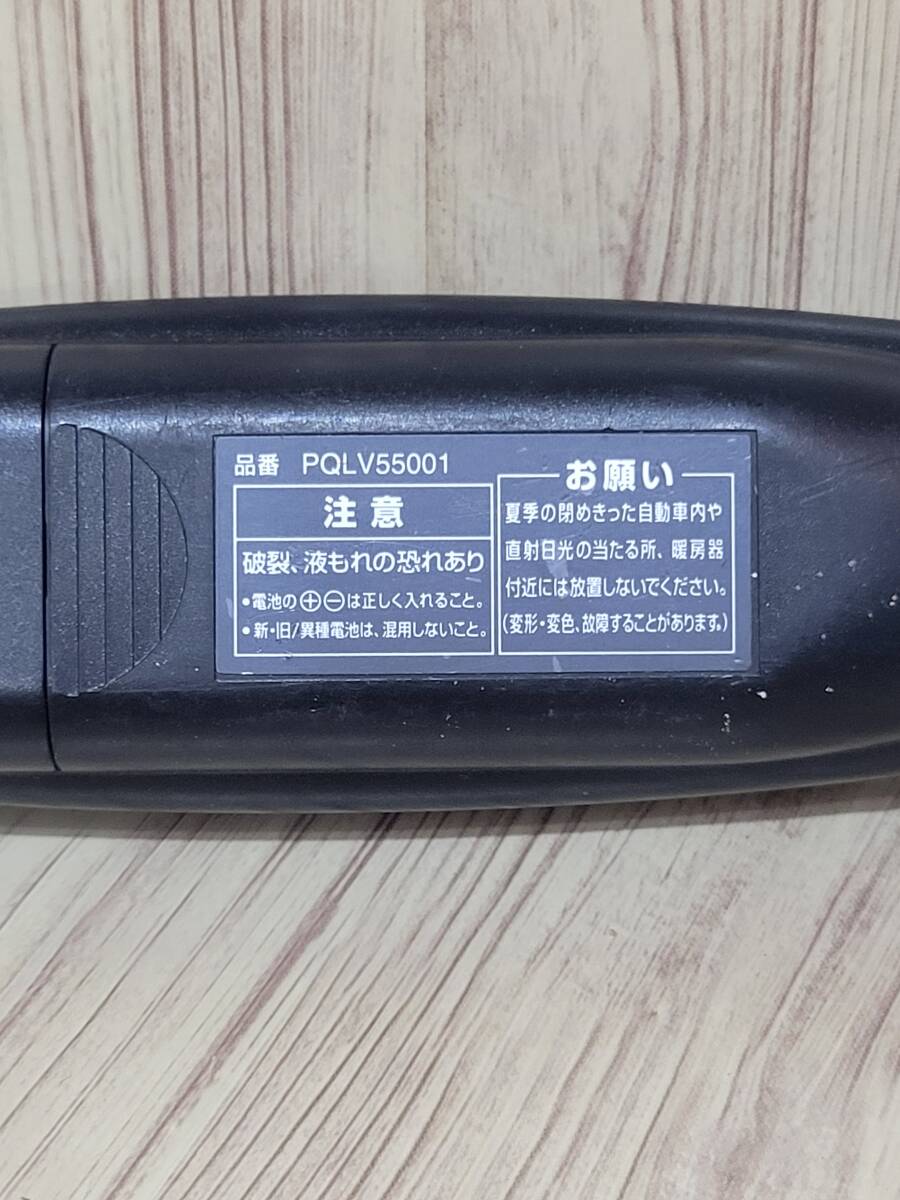 品番 PQLV55001
注意
破裂、液もれの恐れあり
•電池の⊕⊖は正しく入れること。
•新・旧/異種電池は、混用しないこと。
お願い
夏季の閉めきった自動車内や
直射日光の当たる所、暖房器
付近には放置しないでください。
(変形・変色、故障することがあります。)